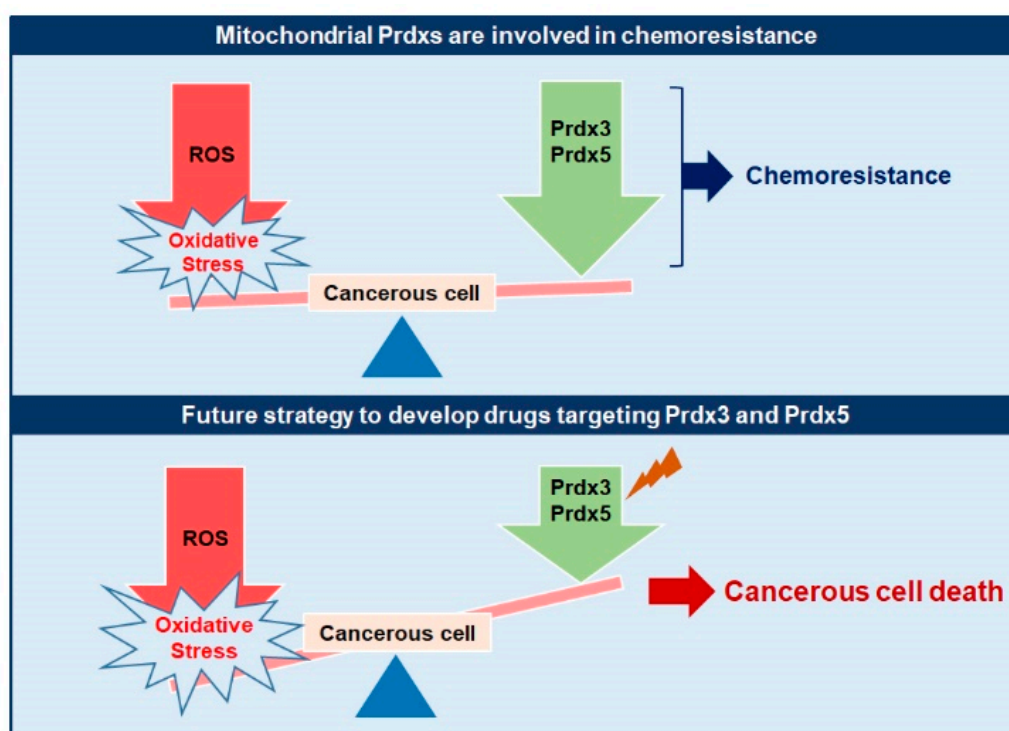 Mitochondrial Prdxs are involved in chemoresistance
ROS
Oxidative
Stress
Prdx3
Prdx5
Chemoresistance
Cancerous cell
Future strategy to develop drugs targeting Prdx3 and Prdx5
ROS
Oxidative
Stress
Prdx3
Prdx5
Cancerous cell death
Cancerous cell